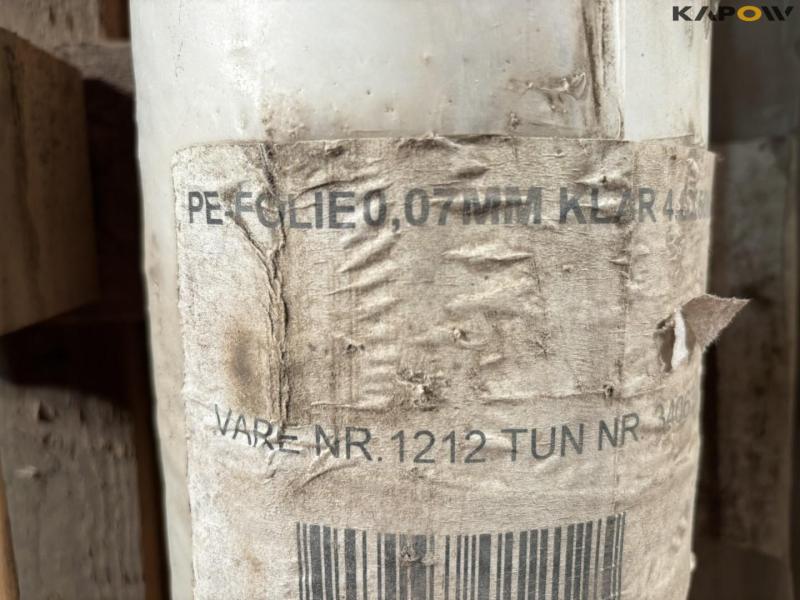 KAPOW
PE-FOLIE 0,07MM KLAR
VARE NR. 1212 TUN NR.